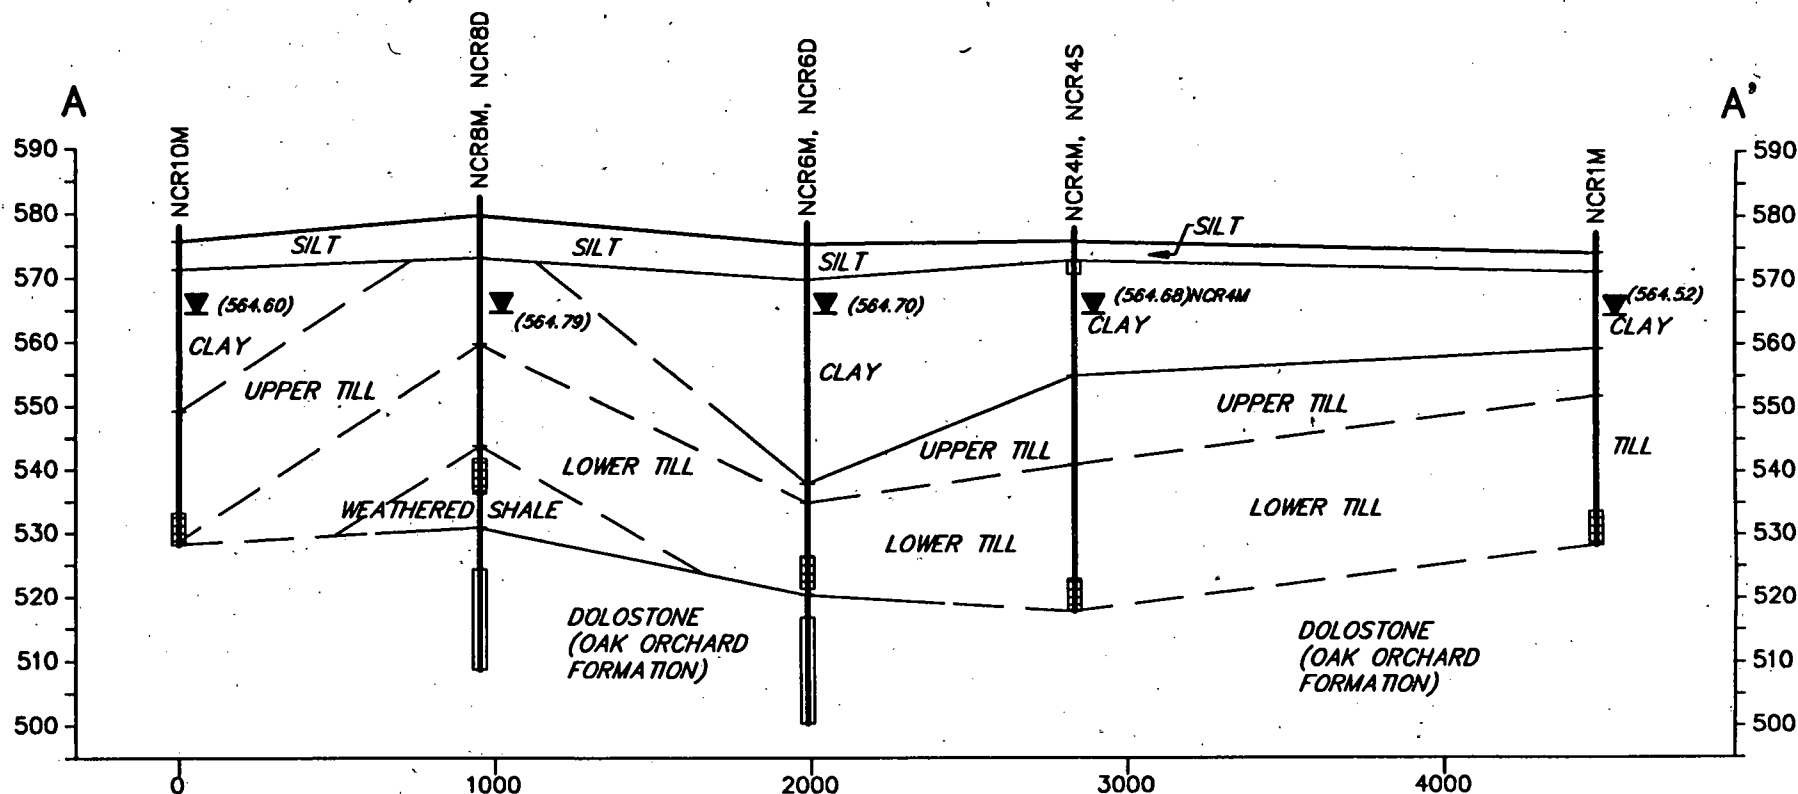 A
A'
NCR10M
NCR8M, NCR8D
NCR6M, NCR6D
NCR4M, NCR4S
NCR1M
590
580
570
560
550
540
530
520
510
500
590
580
570
560
550
540
530
520
510
500
SILT
SILT
SILT
SILT
(564.60)
(564.79)
(564.70)
(564.68)NCR4M
(564.52)
CLAY
CLAY
CLAY
CLAY
UPPER TILL
UPPER TILL
UPPER TILL
TILL
LOWER TILL
LOWER TILL
LOWER TILL
WEATHERED SHALE
DOLOSTONE
(OAK ORCHARD
FORMATION)
DOLOSTONE
(OAK ORCHARD
FORMATION)
0
1000
2000
3000
4000